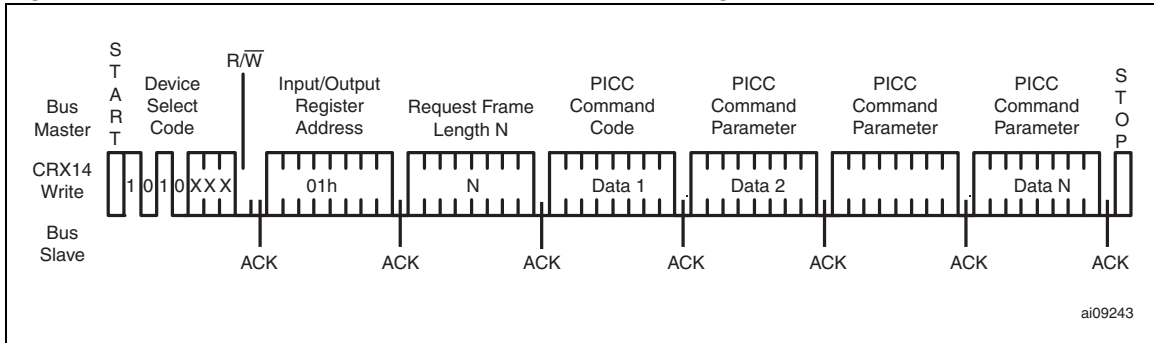 START
Bus
Master
Device
Select
Code
R/W
Input/Output
Register
Address
Request Frame
Length N
PICC
Command
Code
PICC
Command
Parameter
PICC
Command
Parameter
PICC
Command
Parameter
STOP
CRX14
Write
1 0 1 0 X X X
01h
N
Data 1
Data 2
Data N
Bus
Slave
ACK
ACK
ACK
ACK
ACK
ACK
ACK
ai09243